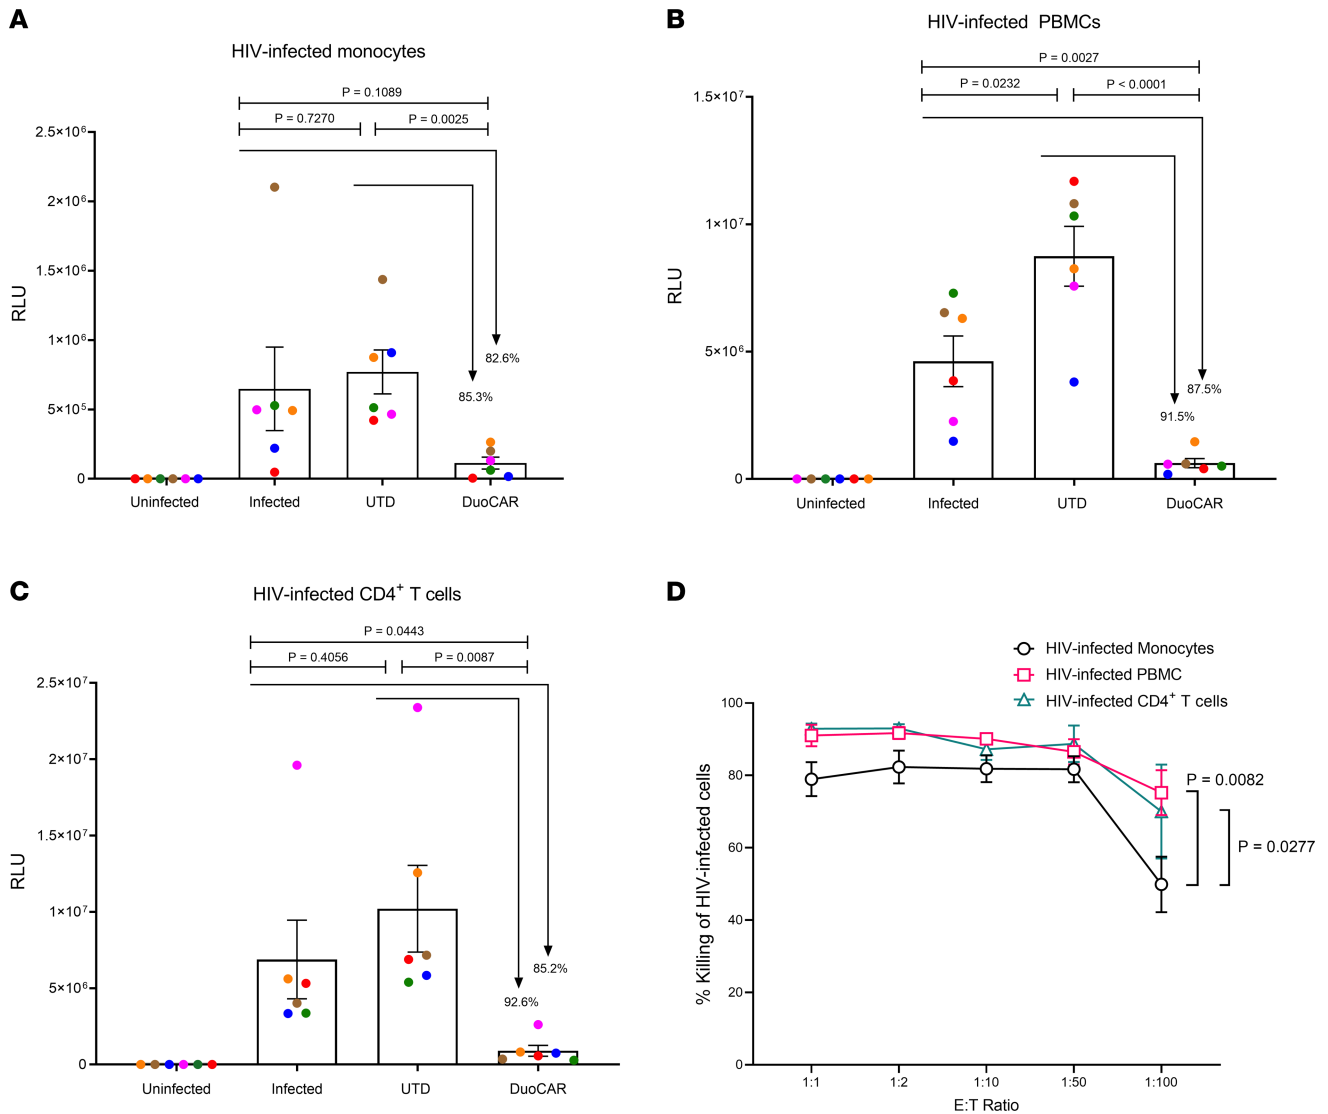 A
HIV-infected monocytes
P = 0.1089
P = 0.7270
P = 0.0025
2.5×10⁶
2×10⁶
1.5×10⁶
1×10⁶
5×10⁵
0
RLU
82.6%
85.3%
Uninfected
Infected
UTD
DuoCAR
B
HIV-infected PBMCs
P = 0.0027
P = 0.0232
P < 0.0001
1.5×10⁷
1×10⁷
5×10⁶
0
RLU
87.5%
91.5%
Uninfected
Infected
UTD
DuoCAR
C
HIV-infected CD4⁺ T cells
P = 0.0443
P = 0.4056
P = 0.0087
2.5×10⁷
2×10⁷
1.5×10⁷
1×10⁷
5×10⁶
0
RLU
85.2%
92.6%
Uninfected
Infected
UTD
DuoCAR
D
HIV-infected Monocytes
HIV-infected PBMC
HIV-infected CD4⁺ T cells
100
80
60
40
20
0
% Killing of HIV-infected cells
P = 0.0082
P = 0.0277
1:1
1:2
1:10
1:50
1:100
E:T Ratio